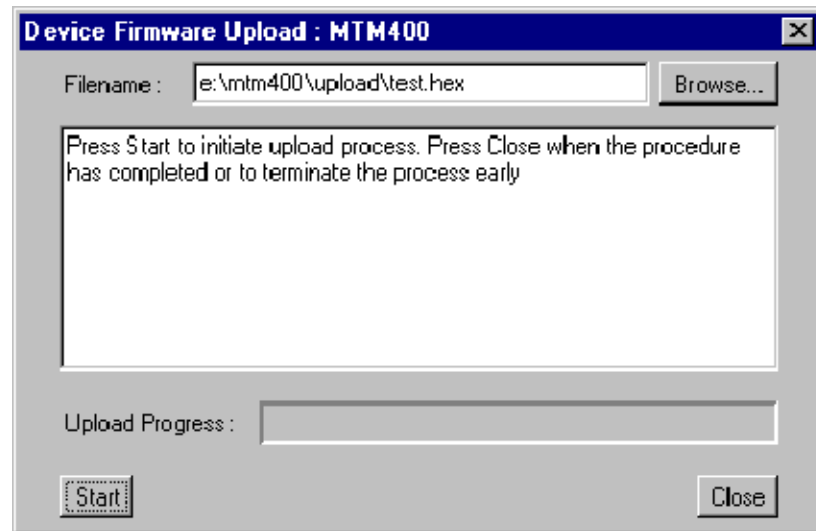 Device Firmware Upload : MTM400
Filename : e:\mtm400\upload\test.hex Browse...
Press Start to initiate upload process. Press Close when the procedure
has completed or to terminate the process early
Upload Progress :
Start Close